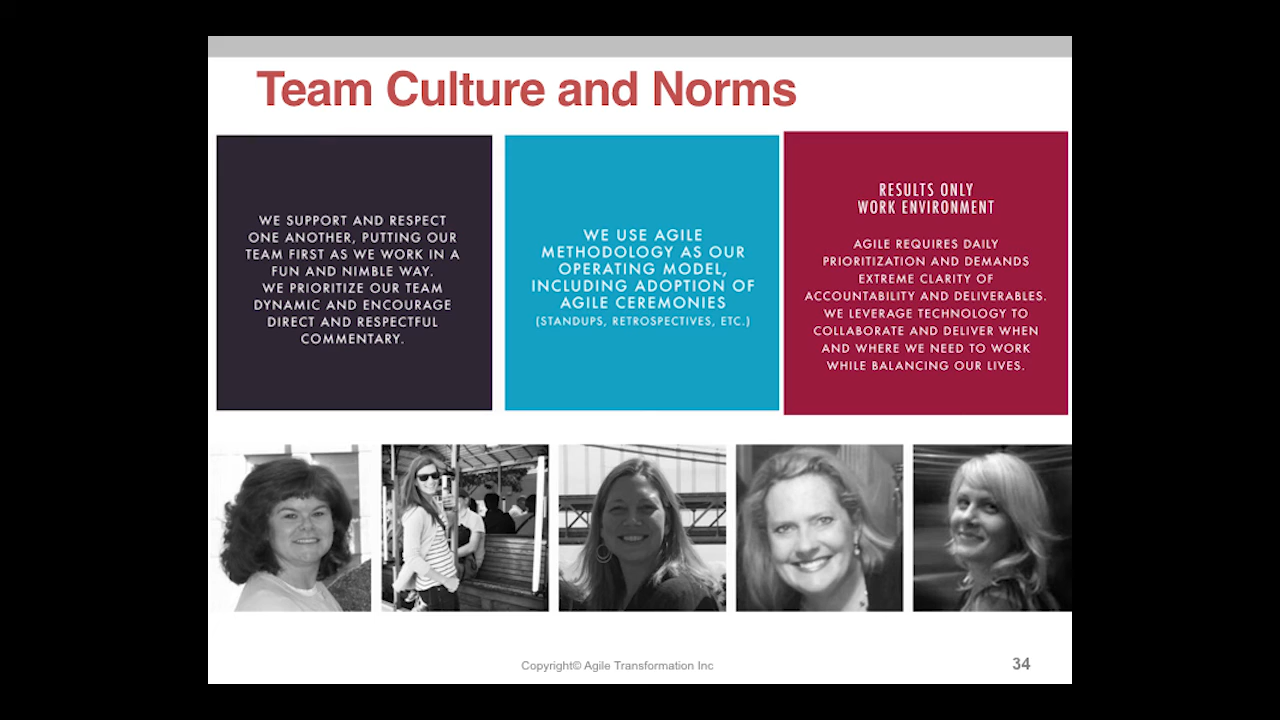 Team Culture and Norms
WE SUPPORT AND RESPECT
ONE ANOTHER, PUTTING OUR
TEAM FIRST AS WE WORK IN A
FUN AND NIMBLE WAY.
WE PRIORITIZE OUR TEAM
DYNAMIC AND ENCOURAGE
DIRECT AND RESPECTFUL
COMMENTARY.
WE USE AGILE
METHODOLOGY AS OUR
OPERATING MODEL,
INCLUDING ADOPTION OF
AGILE CEREMONIES
(STANDUPS, RETROSPECTIVES, ETC.)
RESULTS ONLY
WORK ENVIRONMENT
AGILE REQUIRES DAILY
PRIORITIZATION AND DEMANDS
EXTREME CLARITY OF
ACCOUNTABILITY AND DELIVERABLES.
WE LEVERAGE TECHNOLOGY TO
COLLABORATE AND DELIVER WHEN
AND WHERE WE NEED TO WORK
WHILE BALANCING OUR LIVES.
Copyright© Agile Transformation Inc
34